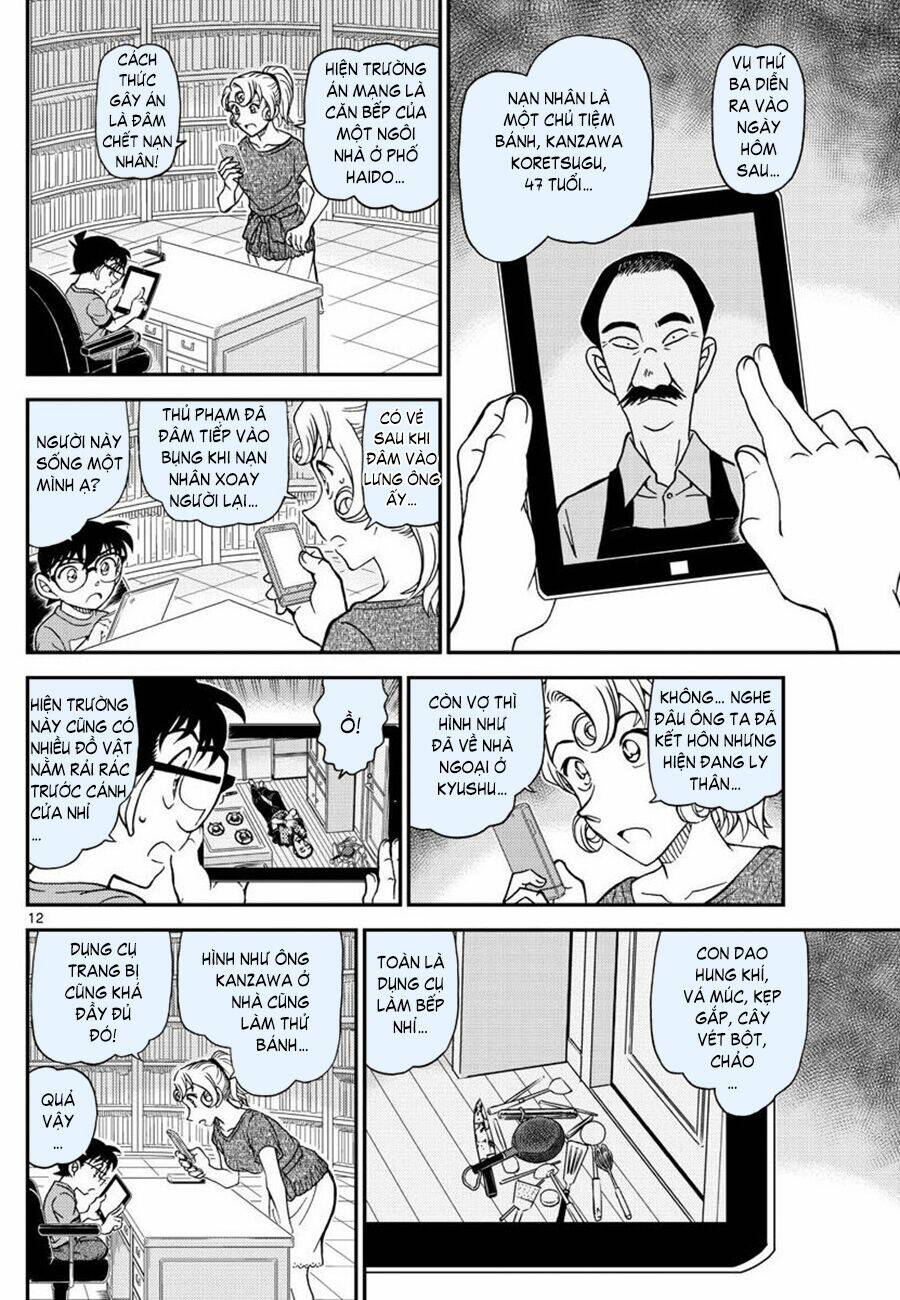 VỤ THỨ
BA DIỄN
RA VÀO
NGÀY
HÔM
SAU...
NẠN NHÂN LÀ
MỘT CHỦ TIỆM
BÁNH, KANZAWA
KORETSUGU,
47 TUỔI...
HIỆN TRƯỜNG
ÁN MẠNG LÀ
CĂN BẾP CỦA
MỘT NGÔI
NHÀ Ở PHỐ
HAIDO...
CÁCH
THỨC
GÂY ÁN
LÀ ĐÂM
CHẾT NẠN
NHÂN!
CÓ VẺ
SAU KHI
ĐÂM VÀO
LƯNG ÔNG
ẤY...
THỦ PHẠM ĐÃ
ĐÂM TIẾP VÀO
BỤNG KHI NẠN
NHÂN XOAY
NGƯỜI LẠI...
NGƯỜI NÀY
SỐNG MỘT
MÌNH Ạ?
KHÔNG... NGHE
ĐÂU ÔNG TA ĐÃ
KẾT HÔN NHƯNG
HIỆN ĐANG LY
THÂN...
CÒN VỢ THÌ
HÌNH NHƯ
ĐÃ VỀ NHÀ
NGOẠI Ở
KYUSHU...
Ồ!
HIỆN TRƯỜNG
NÀY CŨNG CÓ
NHIỀU ĐỒ VẬT
NẰM RẢI RÁC
TRƯỚC CÁNH
CỬA NHỈ
...
12
CON DAO
HUNG KHÍ,
VÁ MÚC, KẸP
GẮP, CÂY
VÉT BỘT,
CHẢO
...
TOÀN LÀ
DỤNG CỤ
LÀM BẾP
NHỈ...
HÌNH NHƯ ÔNG
KANZAWA Ở
NHÀ CŨNG
LÀM THỬ
BÁNH...
DỤNG CỤ
TRANG BỊ
CŨNG KHÁ
ĐẦY ĐỦ
ĐÓ!
QUẢ
VẬY
...